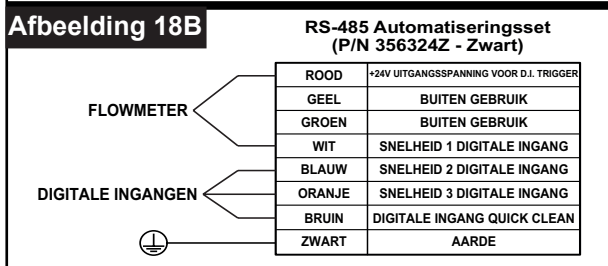 Afbeelding 18B
RS-485 Automatiseringsset
(P/N 356324Z - Zwart)
FLOWMETER
DIGITALE INGANGEN
ROOD +24V UITGANGSSPANNING VOOR D.I. TRIGGER
GEEL BUITEN GEBRUIK
GROEN BUITEN GEBRUIK
WIT SNELHEID 1 DIGITALE INGANG
BLAUW SNELHEID 2 DIGITALE INGANG
ORANJE SNELHEID 3 DIGITALE INGANG
BRUIN DIGITALE INGANG QUICK CLEAN
ZWART AARDE